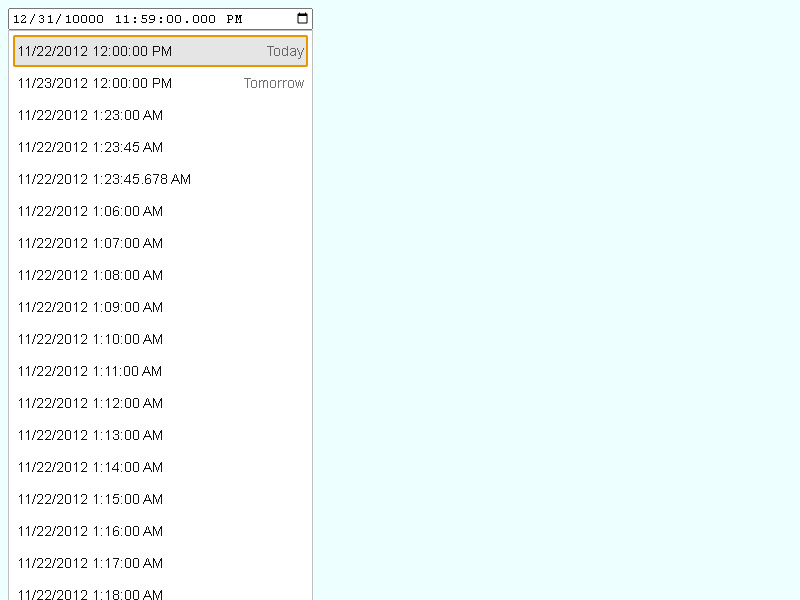 12/31/10000 11:59:00.000 PM
11/22/2012 12:00:00 PM Today
11/23/2012 12:00:00 PM Tomorrow
11/22/2012 1:23:00 AM
11/22/2012 1:23:45 AM
11/22/2012 1:23:45.678 AM
11/22/2012 1:06:00 AM
11/22/2012 1:07:00 AM
11/22/2012 1:08:00 AM
11/22/2012 1:09:00 AM
11/22/2012 1:10:00 AM
11/22/2012 1:11:00 AM
11/22/2012 1:12:00 AM
11/22/2012 1:13:00 AM
11/22/2012 1:14:00 AM
11/22/2012 1:15:00 AM
11/22/2012 1:16:00 AM
11/22/2012 1:17:00 AM
11/22/2012 1:18:00 AM